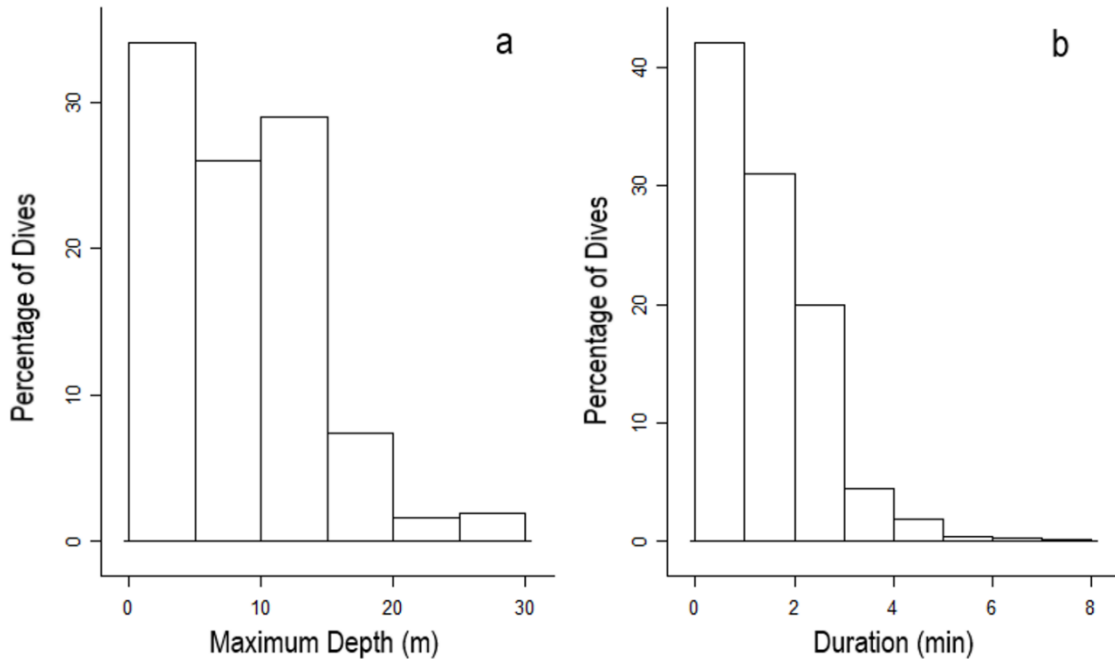 a
Percentage of Dives
30
20
10
0
0 10 20 30
Maximum Depth (m)
b
Percentage of Dives
40
30
20
10
0
0 2 4 6 8
Duration (min)